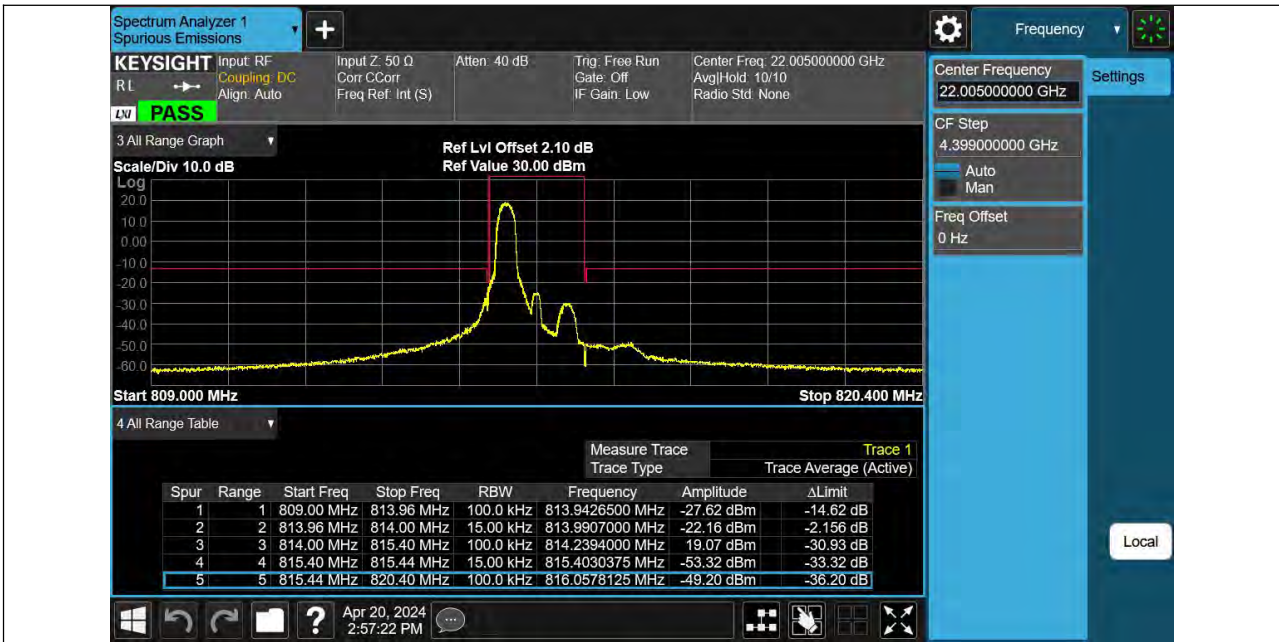 Spectrum Analyzer 1
Spurious Emissions
Frequency
KEYSIGHT
RL
LXI PASS
Input: RF
Coupling: DC
Align: Auto
Input Z: 50 Ω
Corr CCorr
Freq Ref: Int (S)
Atten: 40 dB
Trig: Free Run
Gate: Off
IF Gain: Low
Center Freq: 22.005000000 GHz
Avg|Hold: 10/10
Radio Std: None
3 All Range Graph
Scale/Div 10.0 dB
Ref Lvl Offset 2.10 dB
Ref Value 30.00 dBm
Log
20.0
10.0
0.00
-10.0
-20.0
-30.0
-40.0
-50.0
-60.0
Start 809.000 MHz Stop 820.400 MHz
4 All Range Table
Measure Trace Trace 1
Trace Type Trace Average (Active)
Spur Range Start Freq Stop Freq RBW Frequency Amplitude ΔLimit
1 1 809.00 MHz 813.96 MHz 100.0 kHz 813.9426500 MHz -27.62 dBm -14.62 dB
2 2 813.96 MHz 814.00 MHz 15.00 kHz 813.9907000 MHz -22.16 dBm -2.156 dB
3 3 814.00 MHz 815.40 MHz 100.0 kHz 814.2394000 MHz 19.07 dBm -30.93 dB
4 4 815.40 MHz 815.44 MHz 15.00 kHz 815.4030375 MHz -53.32 dBm -33.32 dB
5 5 815.44 MHz 820.40 MHz 100.0 kHz 816.0578125 MHz -49.20 dBm -36.20 dB
Center Frequency
22.005000000 GHz
CF Step
4.399000000 GHz
Auto
Man
Freq Offset
0 Hz
Settings
Local
?
Apr 20, 2024
2:57:22 PM